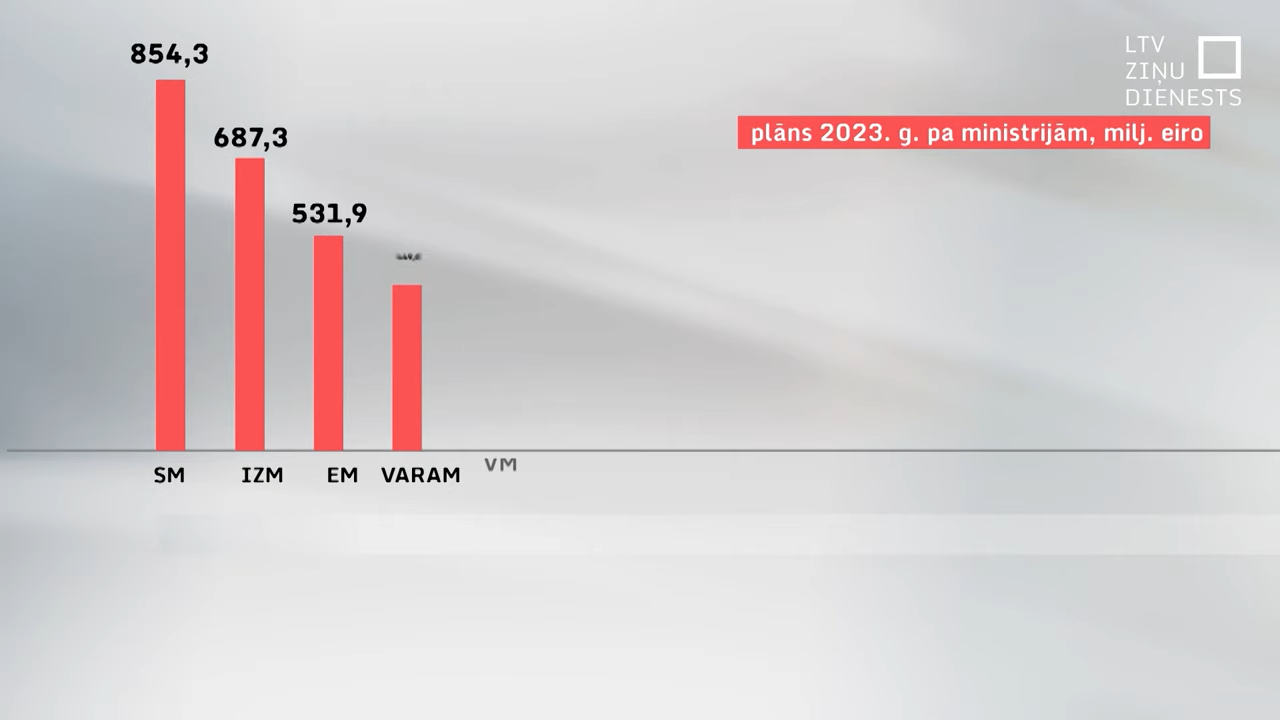 LTV
ZIŅU
DIENESTS
plāns 2023. g. pa ministrijām, milj. eiro
854,3
687,3
531,9
SM IZM EM VARAM VM